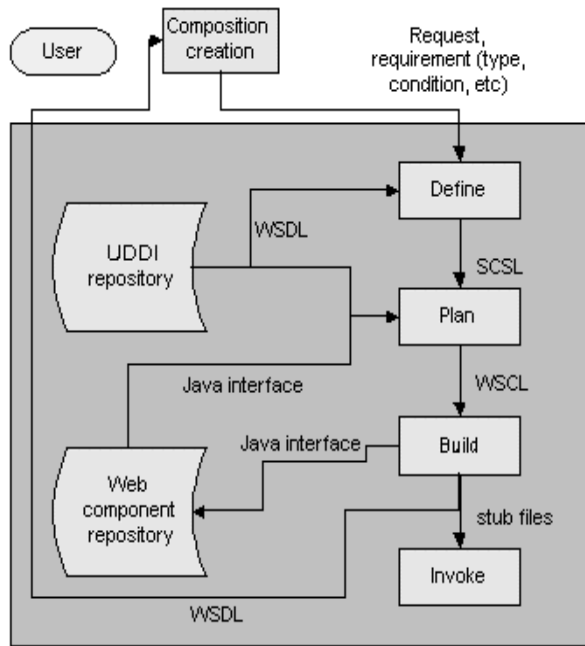 User
Composition
creation
Request,
requirement (type,
condition, etc)
Define
WSDL
UDDI
repository
SCSL
Plan
Java interface
WSCL
Java interface
Build
Web
component
repository
stub files
Invoke
WSDL